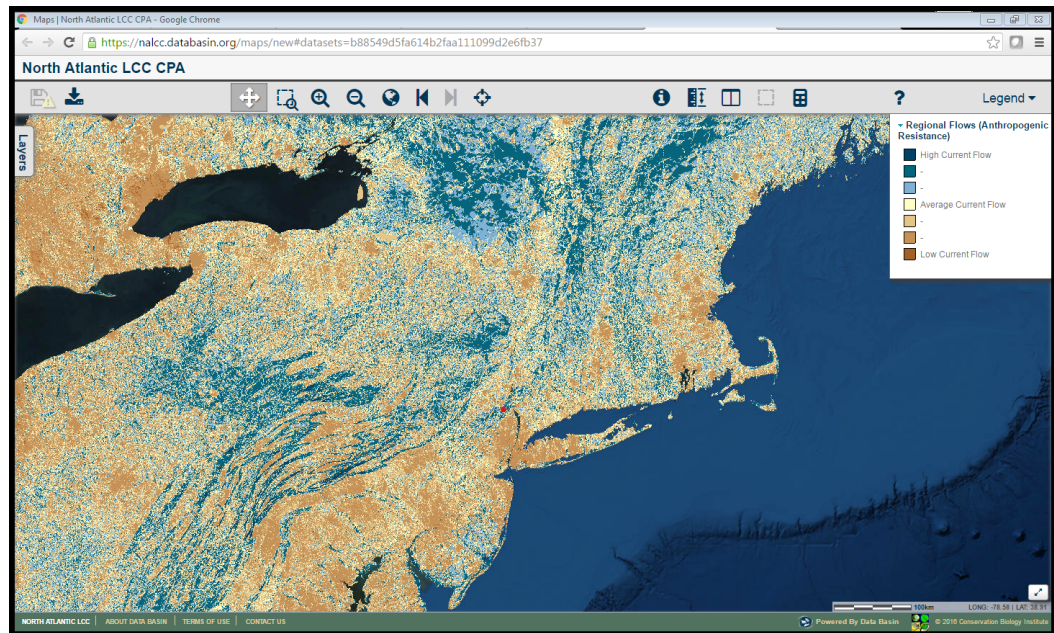 Maps | North Atlantic LCC CPA - Google Chrome
https://nalcc.databasin.org/maps/new#datasets=b88549d5fa614b2faa111099d2e6fb37
North Atlantic LCC CPA
?
Legend
Layers
Regional Flows (Anthropogenic
Resistance)
High Current Flow
-
-
Average Current Flow
-
-
Low Current Flow
100km
LONG: -78.58 | LAT: 38.91
NORTH ATLANTIC LCC | ABOUT DATA BASIN | TERMS OF USE | CONTACT US
Powered By Data Basin
© 2016 Conservation Biology Institute